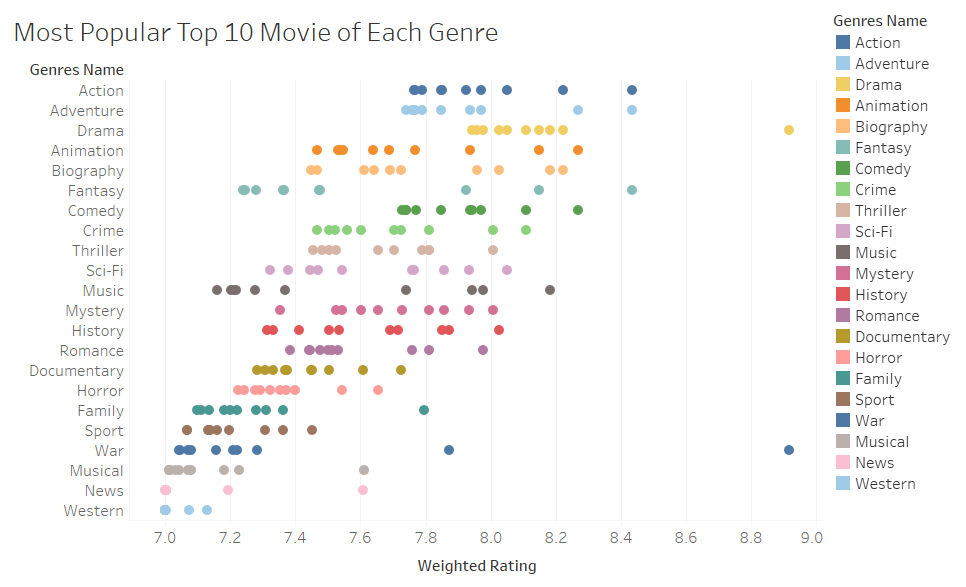 Most Popular Top 10 Movie of Each Genre
Genres Name
Action
Adventure
Drama
Animation
Biography
Fantasy
Comedy
Crime
Thriller
Sci-Fi
Music
Mystery
History
Romance
Documentary
Horror
Family
Sport
War
Musical
News
Western
7.0 7.2 7.4 7.6 7.8 8.0 8.2 8.4 8.6 8.8 9.0
Weighted Rating
Genres Name
Action
Adventure
Drama
Animation
Biography
Fantasy
Comedy
Crime
Thriller
Sci-Fi
Music
Mystery
History
Romance
Documentary
Horror
Family
Sport
War
Musical
News
Western